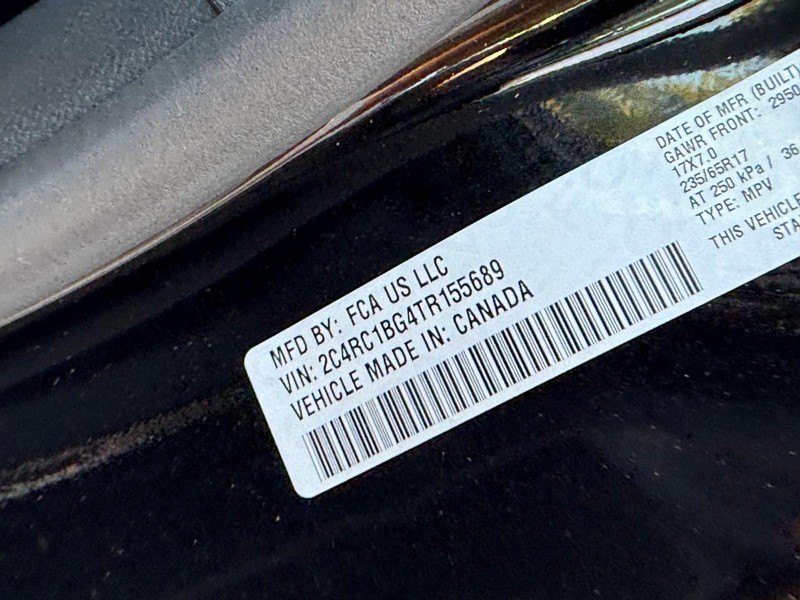 MFD BY: FCA US LLC
VIN: 2C4RC1BG4TR155689
VEHICLE MADE IN: CANADA
DATE OF MFR (BUILT)
GAWR FRONT: 2950
17X7.0
235/65R17
AT 250 kPa / 36
TYPE: MPV
THIS VEHICLE